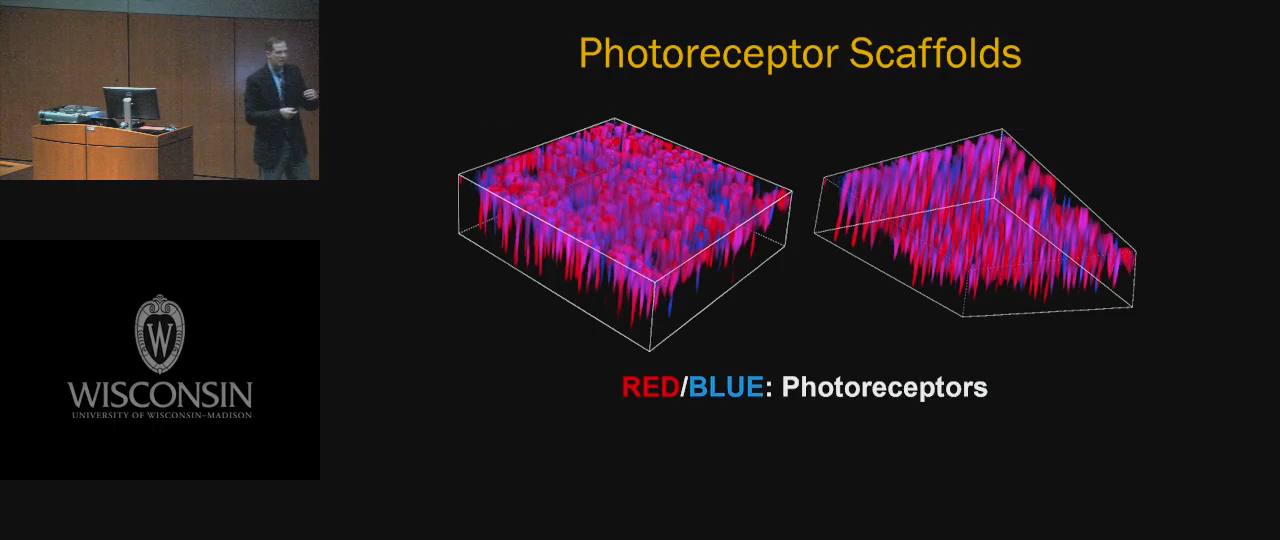 Photoreceptor Scaffolds
RED/BLUE: Photoreceptors
W
WISCONSIN
UNIVERSITY OF WISCONSIN–MADISON